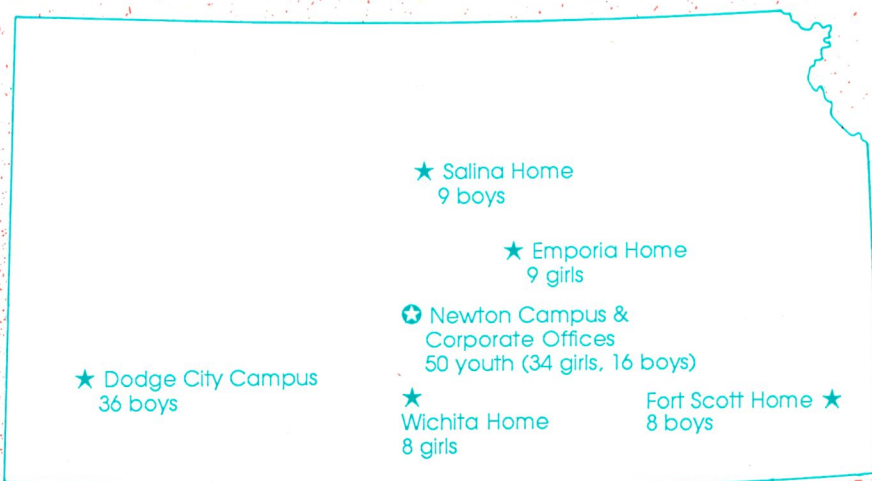 Salina Home
9 boys
Emporia Home
9 girls
Newton Campus &
Corporate Offices
50 youth (34 girls, 16 boys)
Dodge City Campus
36 boys
Wichita Home
8 girls
Fort Scott Home
8 boys